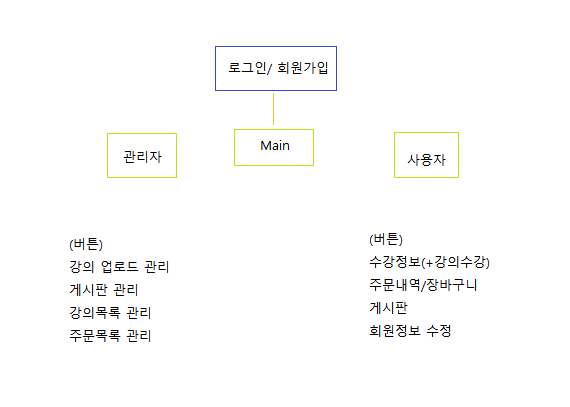 로그인/ 회원가입
관리자
Main
사용자
(버튼)
강의 업로드 관리
게시판 관리
강의목록 관리
주문목록 관리
(버튼)
수강정보(+강의수강)
주문내역/장바구니
게시판
회원정보 수정